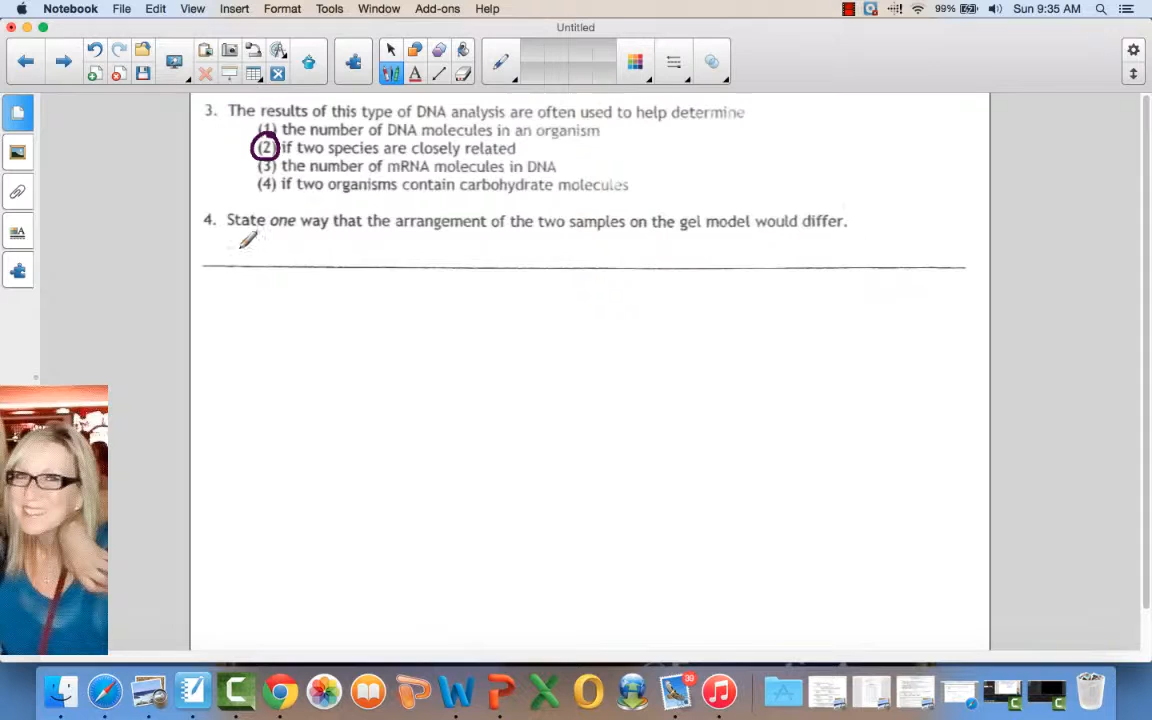 Notebook File Edit View Insert Format Tools Window Add-ons Help 99% Sun 9:35 AM
Untitled
3. The results of this type of DNA analysis are often used to help determine
(1) the number of DNA molecules in an organism
(2) if two species are closely related
(3) the number of mRNA molecules in DNA
(4) if two organisms contain carbohydrate molecules
4. State one way that the arrangement of the two samples on the gel model would differ.